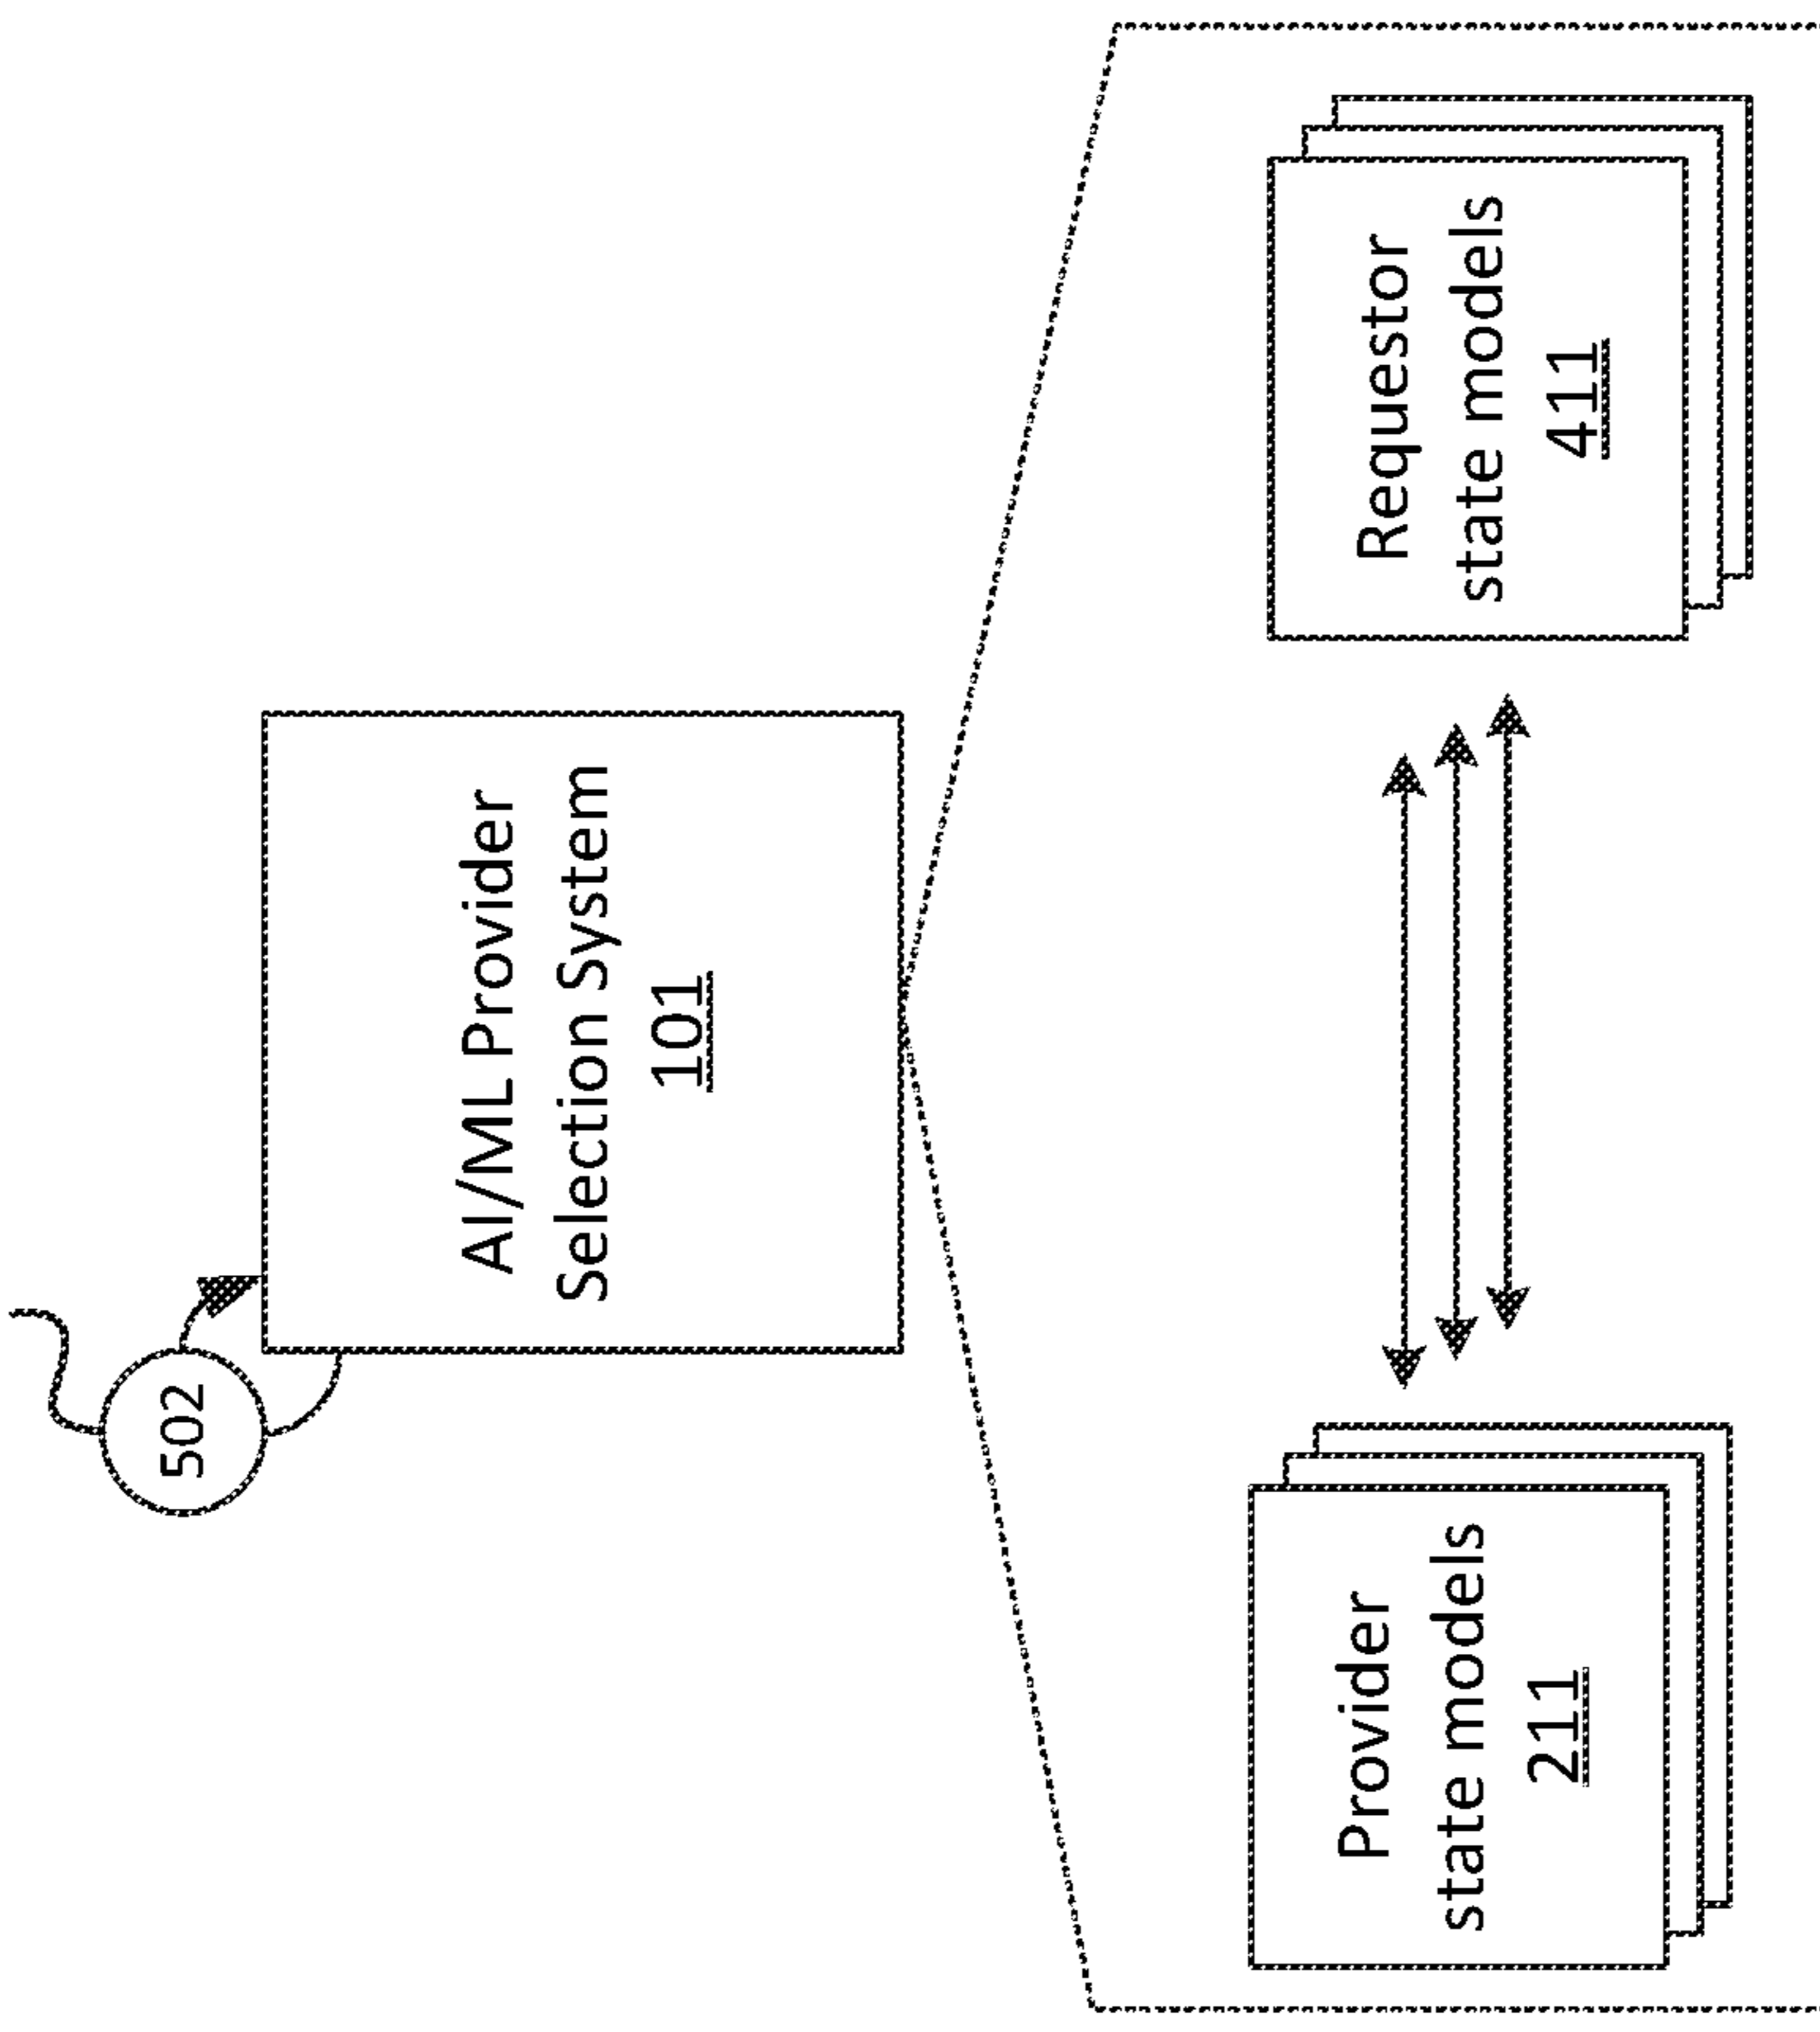 502
AI/ML Provider
Selection System
101
Provider
state models
211
Requestor
state models
411